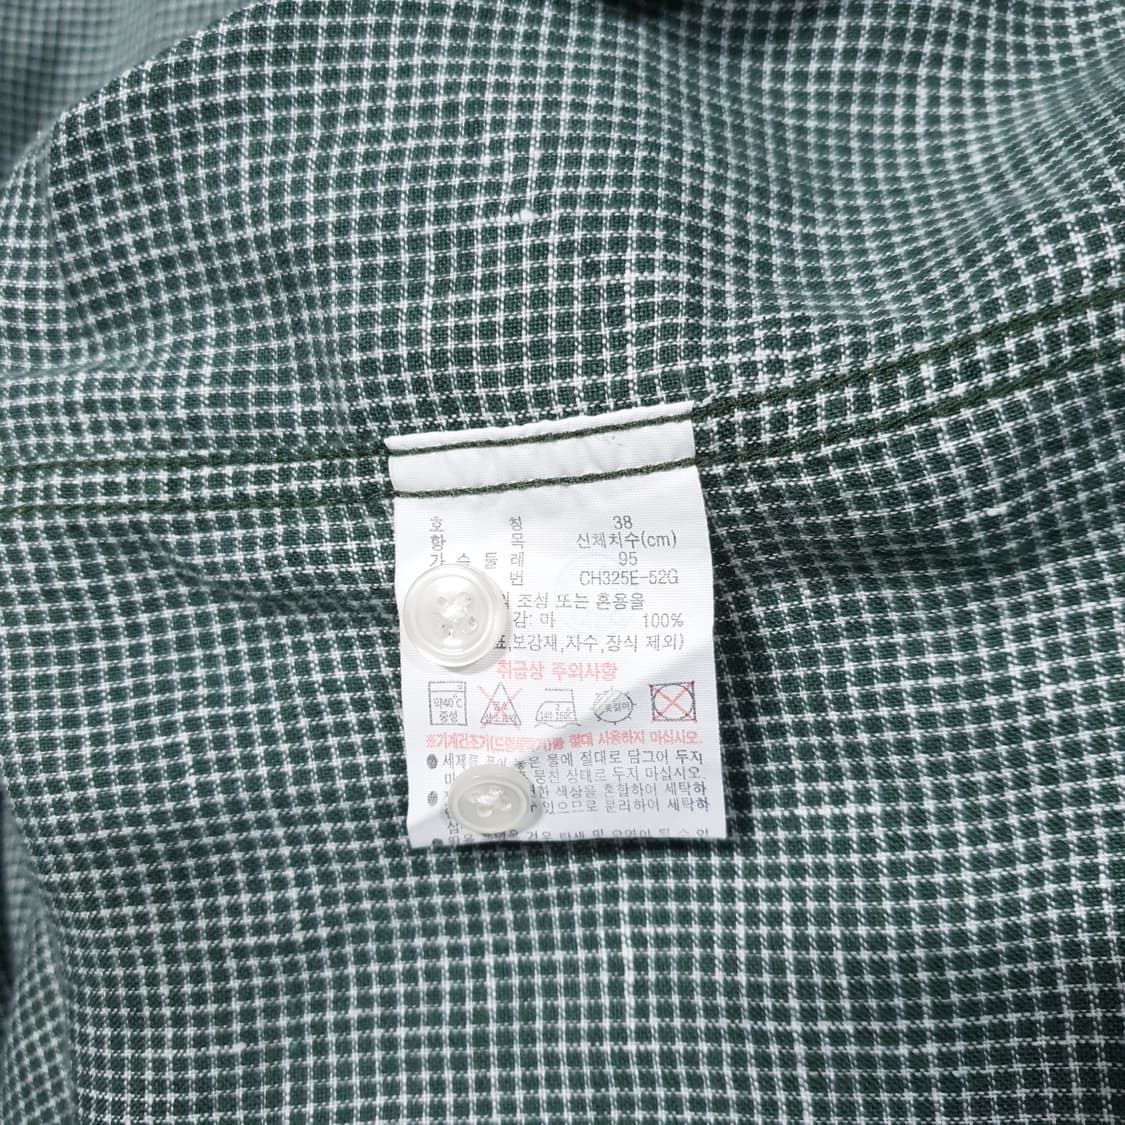 호 칭 38
항 목 신체치수(cm)
가 슴 둘 레 95
번 CH325E-52G
조성 또는 혼용율
감: 마 100%
보강재,자수,장식 제외)
취급상 주의사항
약40℃ 중성
※기계건조기(드럼세탁기)를 절대 사용하지 마십시오.
세제를 물에 절대로 담그어 두지
뭉친 상태로 두지 마십시오.
색상을 혼합하여 세탁하
있으므로 분리하여 세탁하